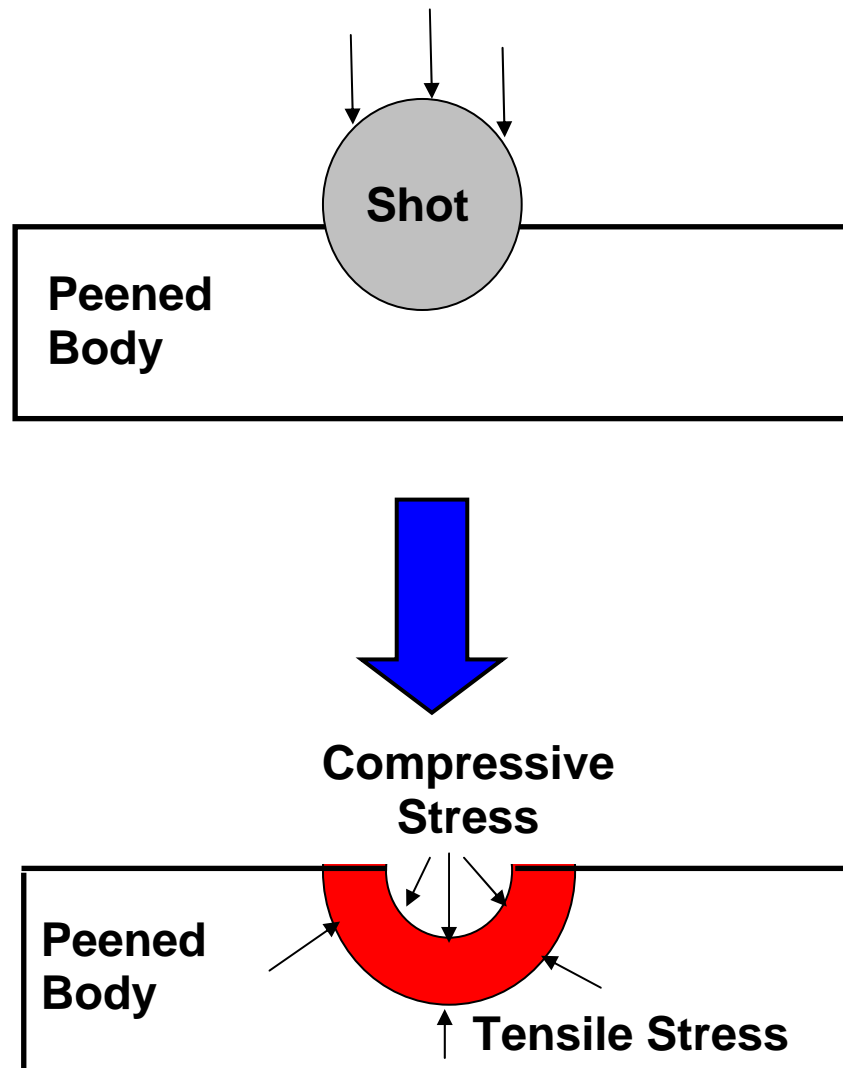 Shot
Peened
Body
Compressive
Stress
Peened
Body
Tensile Stress